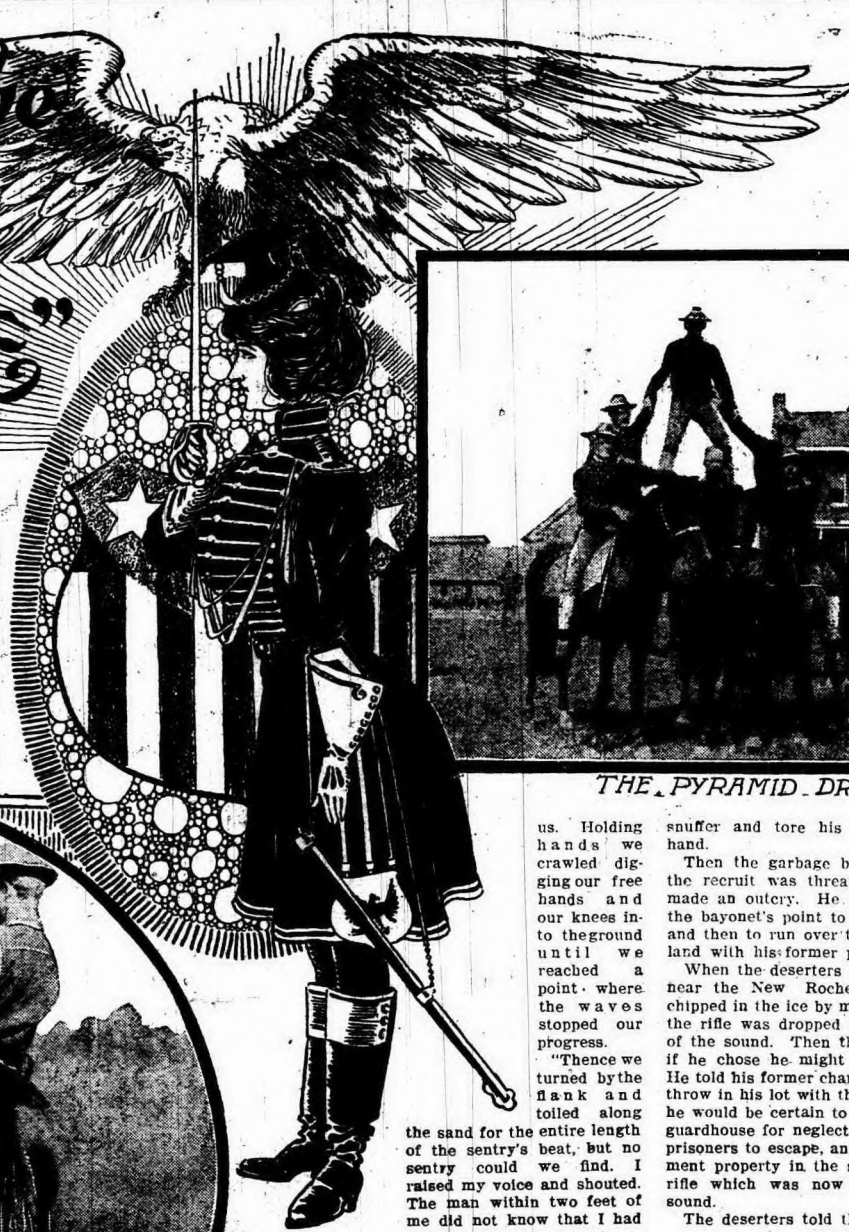 THE PYRAMID DR
us. Holding
hands we
crawled dig-
ging our free
hands and
our knees in-
to the ground
until we
reached a
point where
the waves
stopped our
progress.
"Thence we
turned by the
flank and
toiled along
the sand for the entire length
of the sentry's beat, but no
sentry could we find. I
raised my voice and shouted.
The man within two feet of
me did not know that I had
snuffer and tore his
hand.
Then the garbage b
the recruit was threa
made an outcry. He
the bayonet's point to
and then to run over t
land with his former p
When the deserters
near the New Roche
chipped in the ice by m
the rifle was dropped
of the sound. Then th
if he chose he might
He told his former char
throw in his lot with th
he would be certain to
guardhouse for neglect
prisoners to escape, an
ment property in the s
rifle which was now
sound.
The deserters told th